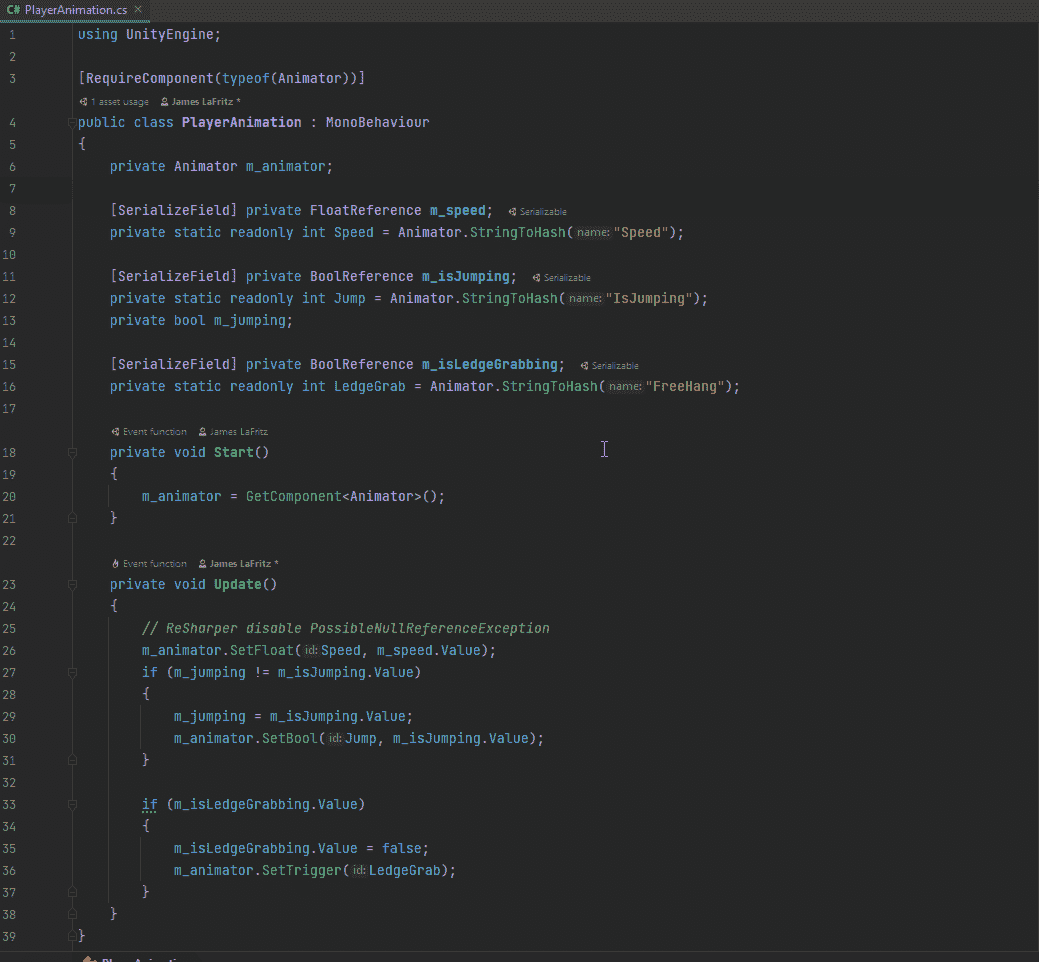 C# PlayerAnimation.cs ×
1 using UnityEngine;
2
3 [RequireComponent(typeof(Animator))]
1 asset usage James LaFritz *
4 public class PlayerAnimation : MonoBehaviour
5 {
6 private Animator m_animator;
7
8 [SerializeField] private FloatReference m_speed; Serializable
9 private static readonly int Speed = Animator.StringToHash( name: "Speed");
10
11 [SerializeField] private BoolReference m_isJumping; Serializable
12 private static readonly int Jump = Animator.StringToHash( name: "IsJumping");
13 private bool m_jumping;
14
15 [SerializeField] private BoolReference m_isLedgeGrabbing; Serializable
16 private static readonly int LedgeGrab = Animator.StringToHash( name: "FreeHang");
17
Event function James LaFritz
18 private void Start()
19 {
20 m_animator = GetComponent<Animator>();
21 }
22
Event function James LaFritz *
23 private void Update()
24 {
25 // ReSharper disable PossibleNullReferenceException
26 m_animator.SetFloat( id: Speed, m_speed.Value);
27 if (m_jumping != m_isJumping.Value)
28 {
29 m_jumping = m_isJumping.Value;
30 m_animator.SetBool( id: Jump, m_isJumping.Value);
31 }
32
33 if (m_isLedgeGrabbing.Value)
34 {
35 m_isLedgeGrabbing.Value = false;
36 m_animator.SetTrigger( id: LedgeGrab);
37 }
38 }
39 }